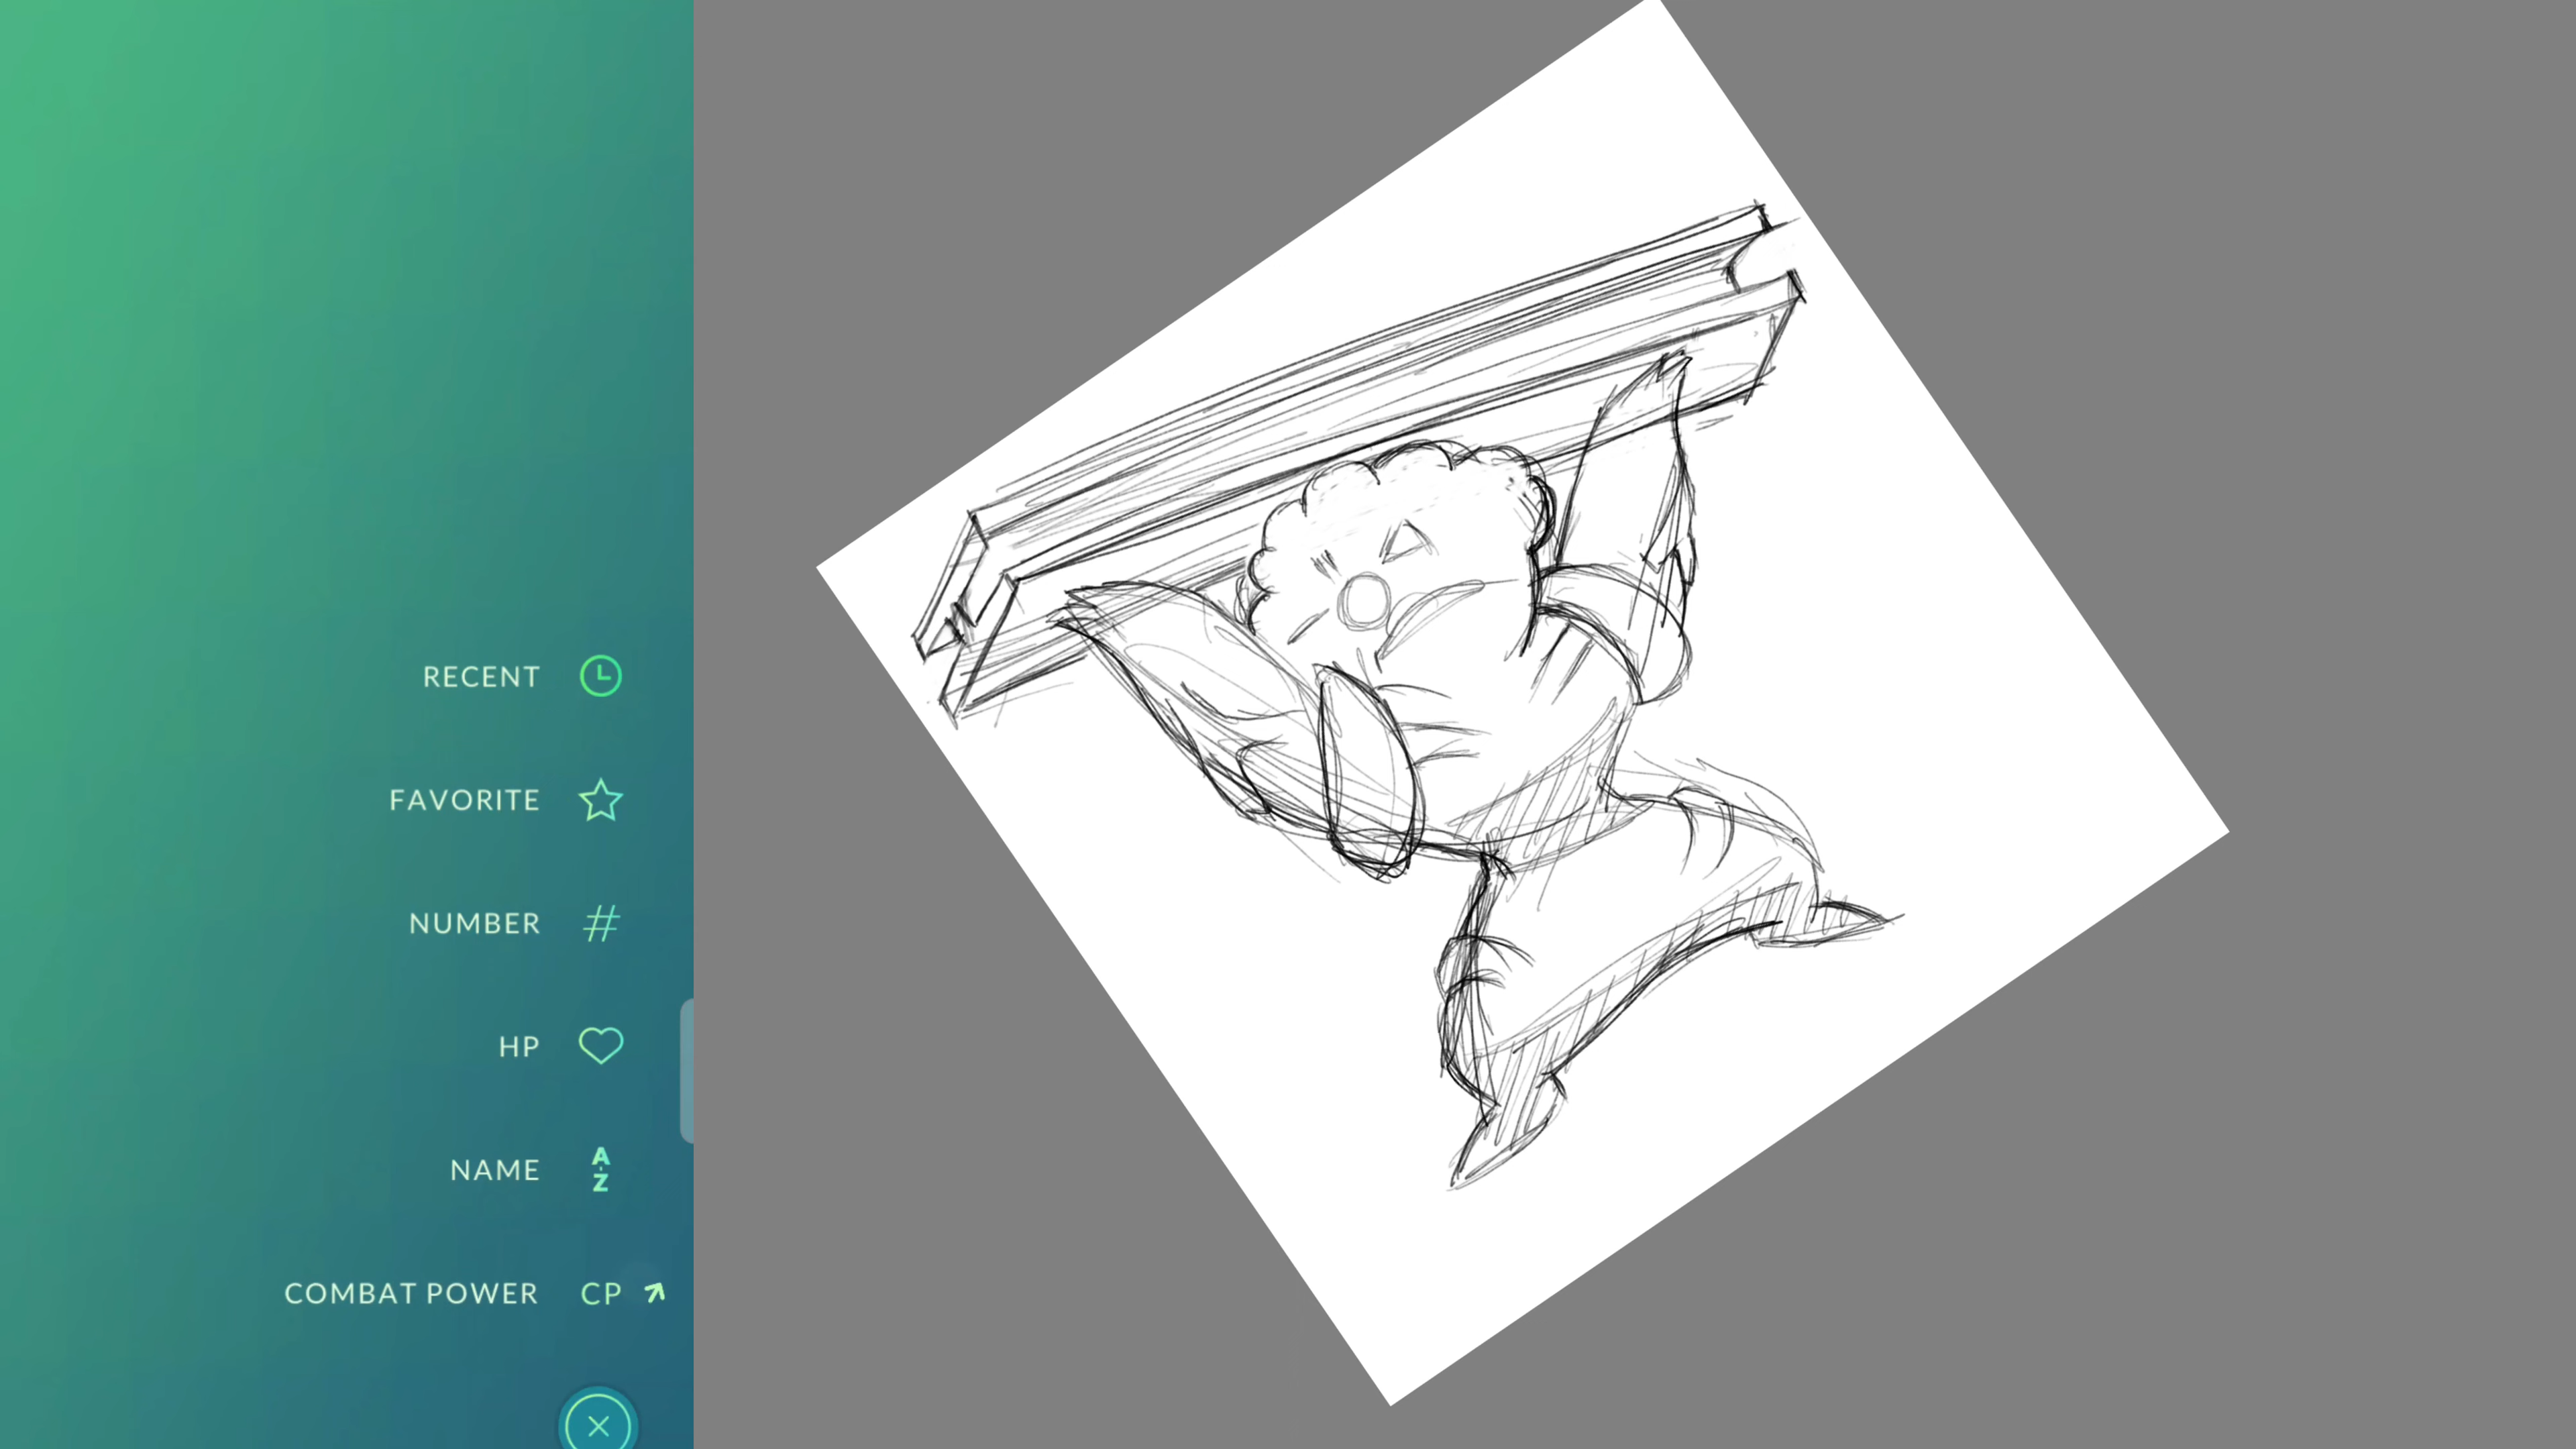 RECENT
FAVORITE
NUMBER #
HP
NAME A-Z
COMBAT POWER CP